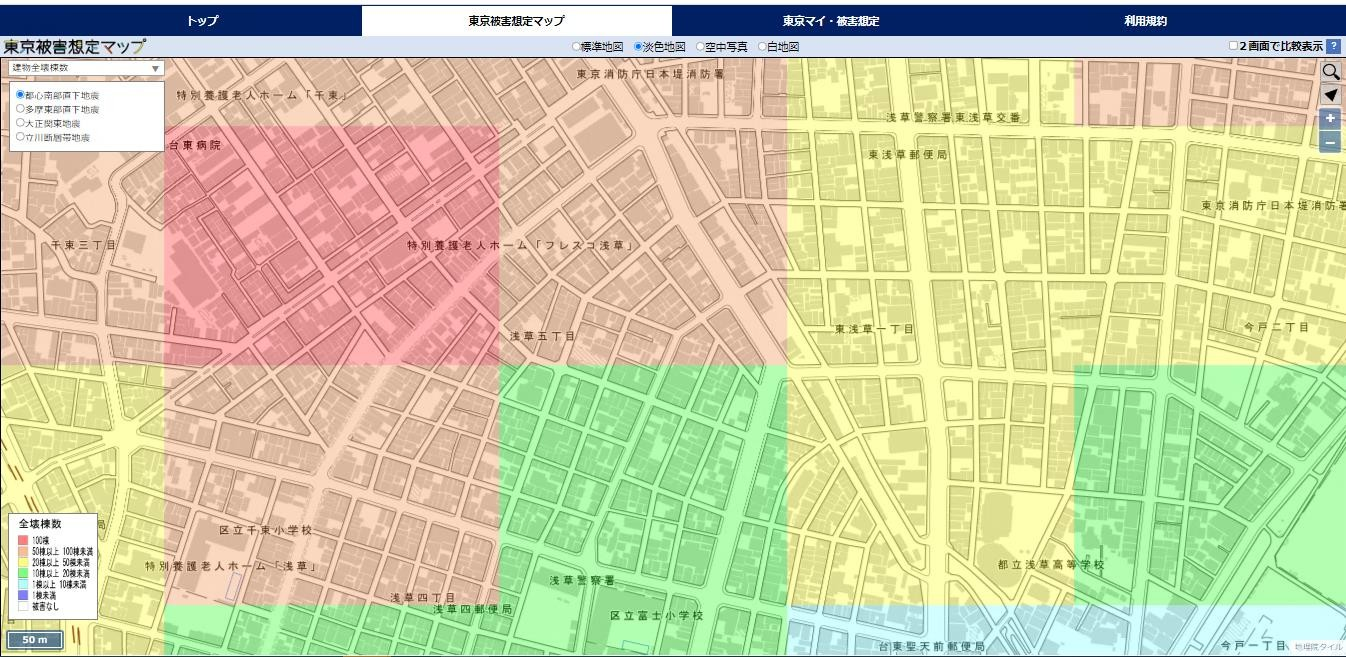 トップ
東京被害想定マップ
東京マイ・被害想定
利用規約
東京被害想定マップ
標準地図
淡色地図
空中写真
白地図
２画面で比較表示
?
建物全壊棟数
▼
都心南部直下地震
多摩東部直下地震
大正関東地震
立川断層帯地震
東京消防庁日本堤消防署
特別養護老人ホーム「千束」
浅草警察署東浅草交番
台東病院
東浅草郵便局
東京消防庁日本堤消防署
千束三丁目
特別養護老人ホーム「フレスコ浅草」
東浅草一丁目
今戸二丁目
浅草五丁目
区立千束小学校
特別養護老人ホーム「浅草」
都立浅草高等学校
浅草警察署
浅草四丁目
浅草四郵便局
区立富士小学校
台東聖天前郵便局
今戸一丁目
局
全壊棟数
100棟
50棟以上 100棟未満
20棟以上 50棟未満
10棟以上 20棟未満
1棟以上 10棟未満
1棟未満
被害なし
50 m
地理院タイル
+
−